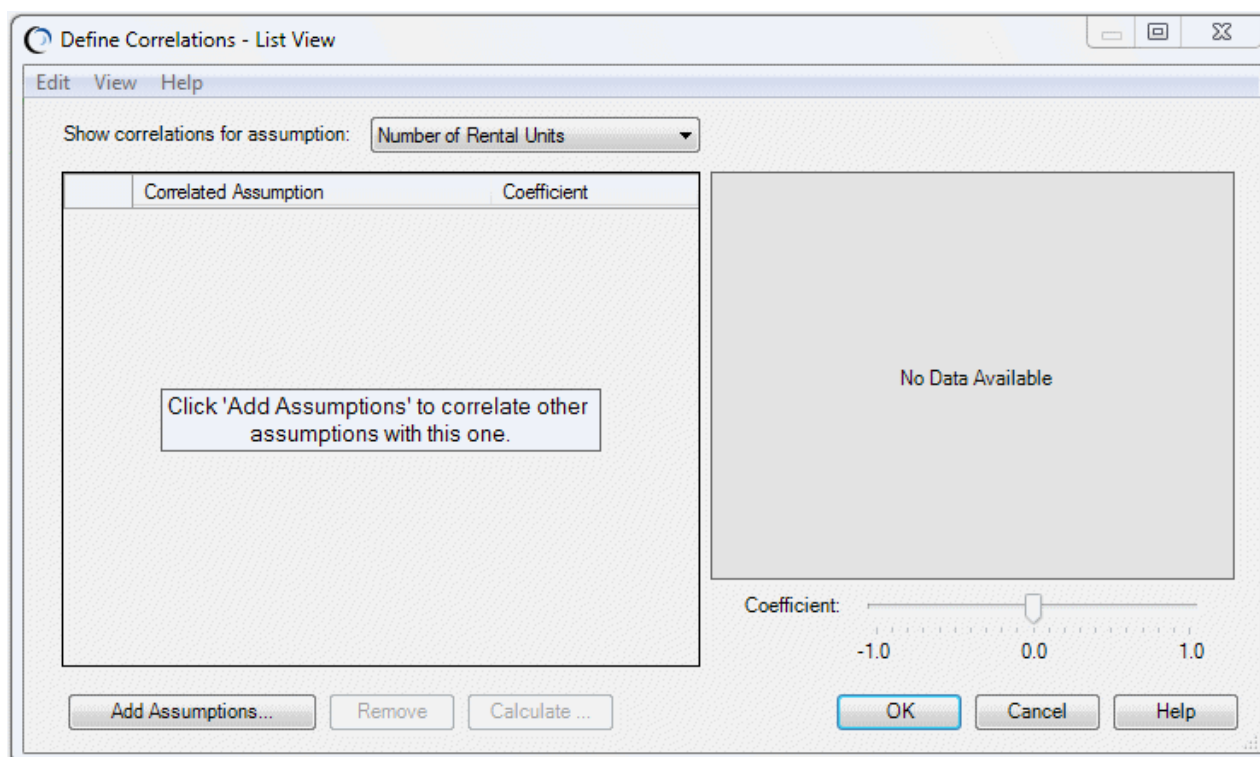 Define Correlations - List View
Edit View Help
Show correlations for assumption: Number of Rental Units
Correlated Assumption Coefficient
Click 'Add Assumptions' to correlate other
assumptions with this one.
No Data Available
Coefficient:
-1.0 0.0 1.0
Add Assumptions... Remove Calculate ... OK Cancel Help